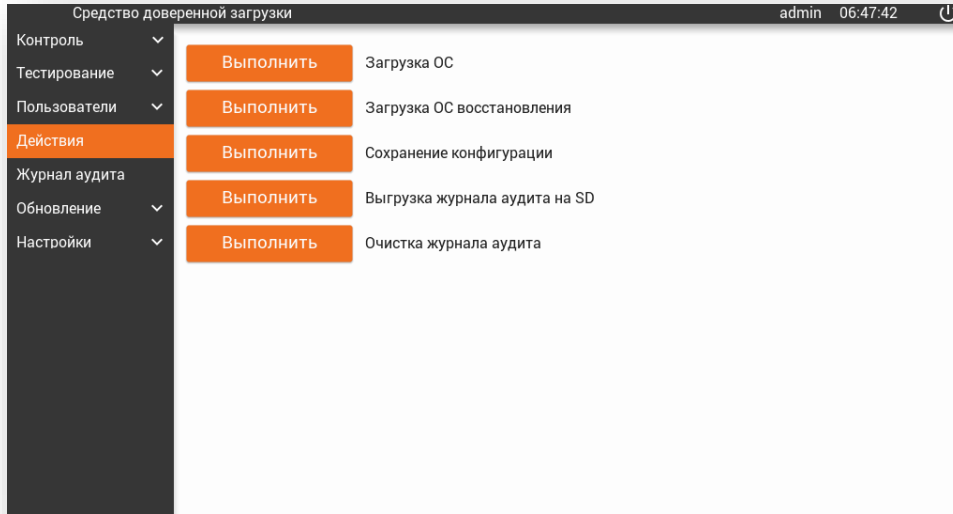 Средство доверенной загрузки admin 06:47:42
Контроль
Тестирование
Пользователи
Действия
Журнал аудита
Обновление
Настройки
Выполнить Загрузка ОС
Выполнить Загрузка ОС восстановления
Выполнить Сохранение конфигурации
Выполнить Выгрузка журнала аудита на SD
Выполнить Очистка журнала аудита